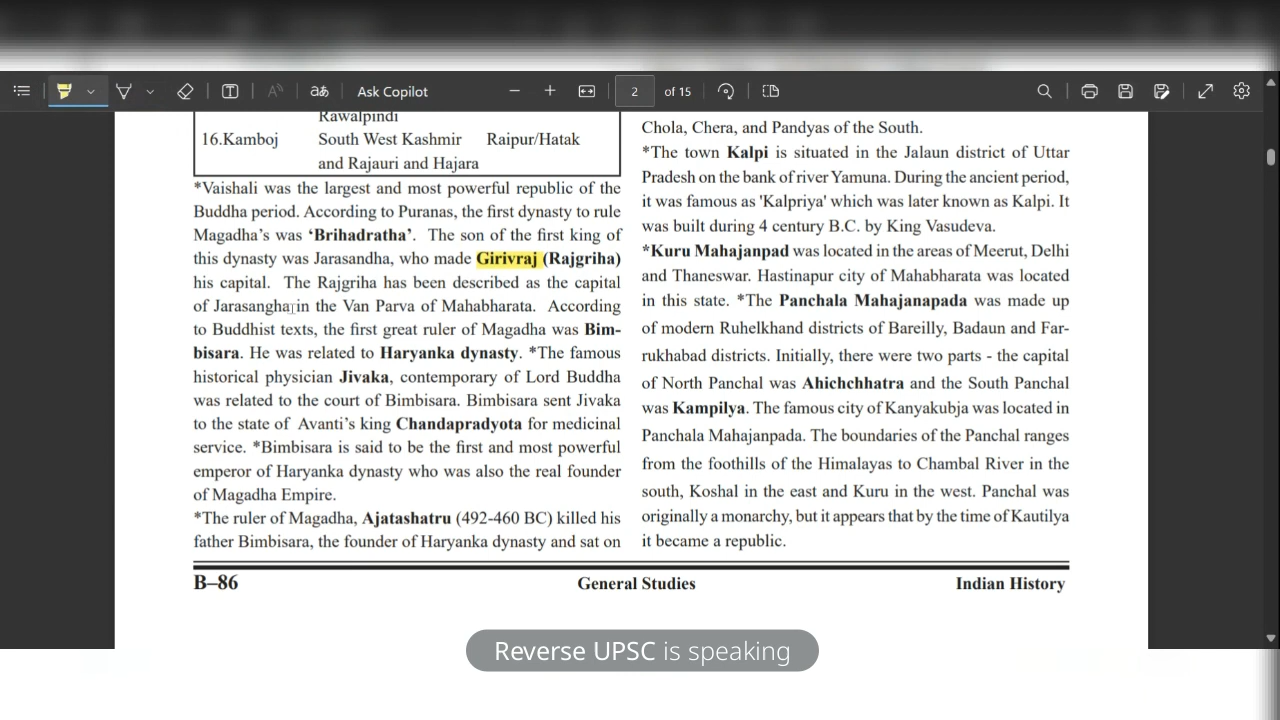 Ask Copilot
2
of 15
Rawalpindi
16.Kamboj South West Kashmir Raipur/Hatak
and Rajauri and Hajara
*Vaishali was the largest and most powerful republic of the
Buddha period. According to Puranas, the first dynasty to rule
Magadha's was 'Brihadratha'. The son of the first king of
this dynasty was Jarasandha, who made Girivraj (Rajgriha)
his capital. The Rajgriha has been described as the capital
of Jarasangha in the Van Parva of Mahabharata. According
to Buddhist texts, the first great ruler of Magadha was Bim-
bisara. He was related to Haryanka dynasty. *The famous
historical physician Jivaka, contemporary of Lord Buddha
was related to the court of Bimbisara. Bimbisara sent Jivaka
to the state of Avanti's king Chandapradyota for medicinal
service. *Bimbisara is said to be the first and most powerful
emperor of Haryanka dynasty who was also the real founder
of Magadha Empire.
*The ruler of Magadha, Ajatashatru (492-460 BC) killed his
father Bimbisara, the founder of Haryanka dynasty and sat on
Chola, Chera, and Pandyas of the South.
*The town Kalpi is situated in the Jalaun district of Uttar
Pradesh on the bank of river Yamuna. During the ancient period,
it was famous as 'Kalpriya' which was later known as Kalpi. It
was built during 4 century B.C. by King Vasudeva.
*Kuru Mahajanpad was located in the areas of Meerut, Delhi
and Thaneswar. Hastinapur city of Mahabharata was located
in this state. *The Panchala Mahajanapada was made up
of modern Ruhelkhand districts of Bareilly, Badaun and Far-
rukhabad districts. Initially, there were two parts - the capital
of North Panchal was Ahichchhatra and the South Panchal
was Kampilya. The famous city of Kanyakubja was located in
Panchala Mahajanpada. The boundaries of the Panchal ranges
from the foothills of the Himalayas to Chambal River in the
south, Koshal in the east and Kuru in the west. Panchal was
originally a monarchy, but it appears that by the time of Kautilya
it became a republic.
B–86 General Studies Indian History
Reverse UPSC is speaking